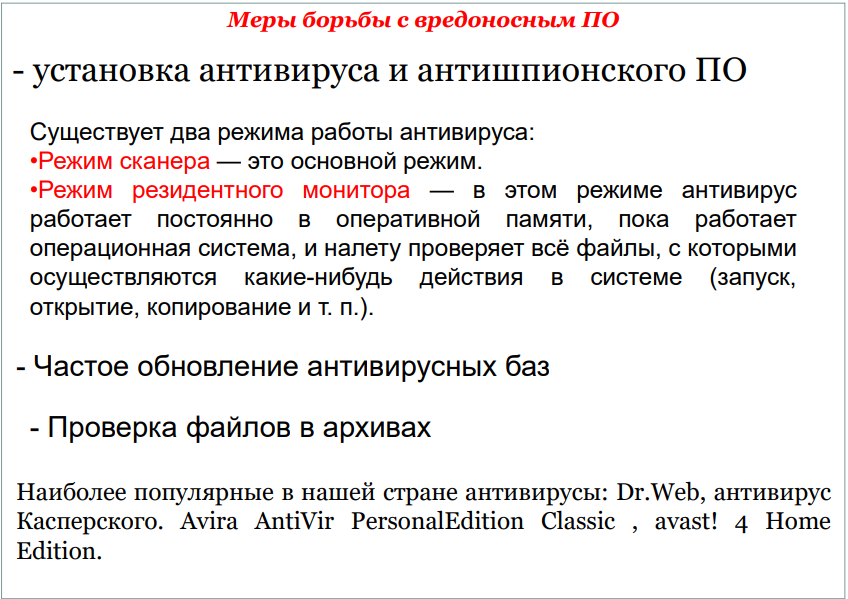 Меры борьбы с вредоносным ПО
- установка антивируса и антишпионского ПО
Существует два режима работы антивируса:
•Режим сканера — это основной режим.
•Режим резидентного монитора — в этом режиме антивирус
работает постоянно в оперативной памяти, пока работает
операционная система, и налету проверяет всё файлы, с которыми
осуществляются какие-нибудь действия в системе (запуск,
открытие, копирование и т. п.).
- Частое обновление антивирусных баз
- Проверка файлов в архивах
Наиболее популярные в нашей стране антивирусы: Dr.Web, антивирус
Касперского. Avira AntiVir PersonalEdition Classic , avast! 4 Home
Edition.